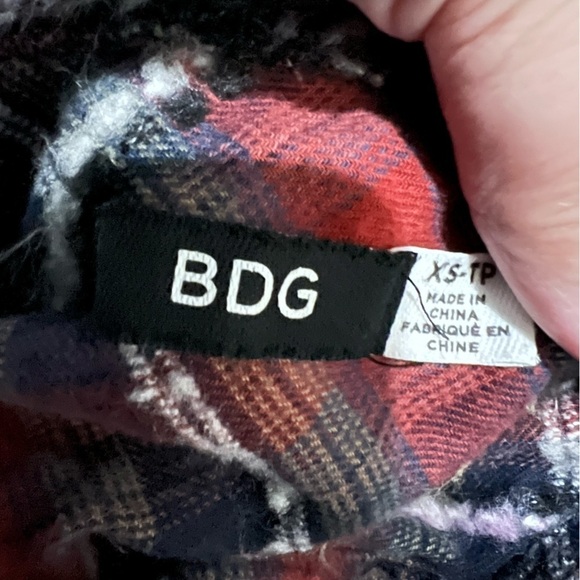 BDG
XS-TP
MADE IN
CHINA
FABRIQUÉ EN
CHINE